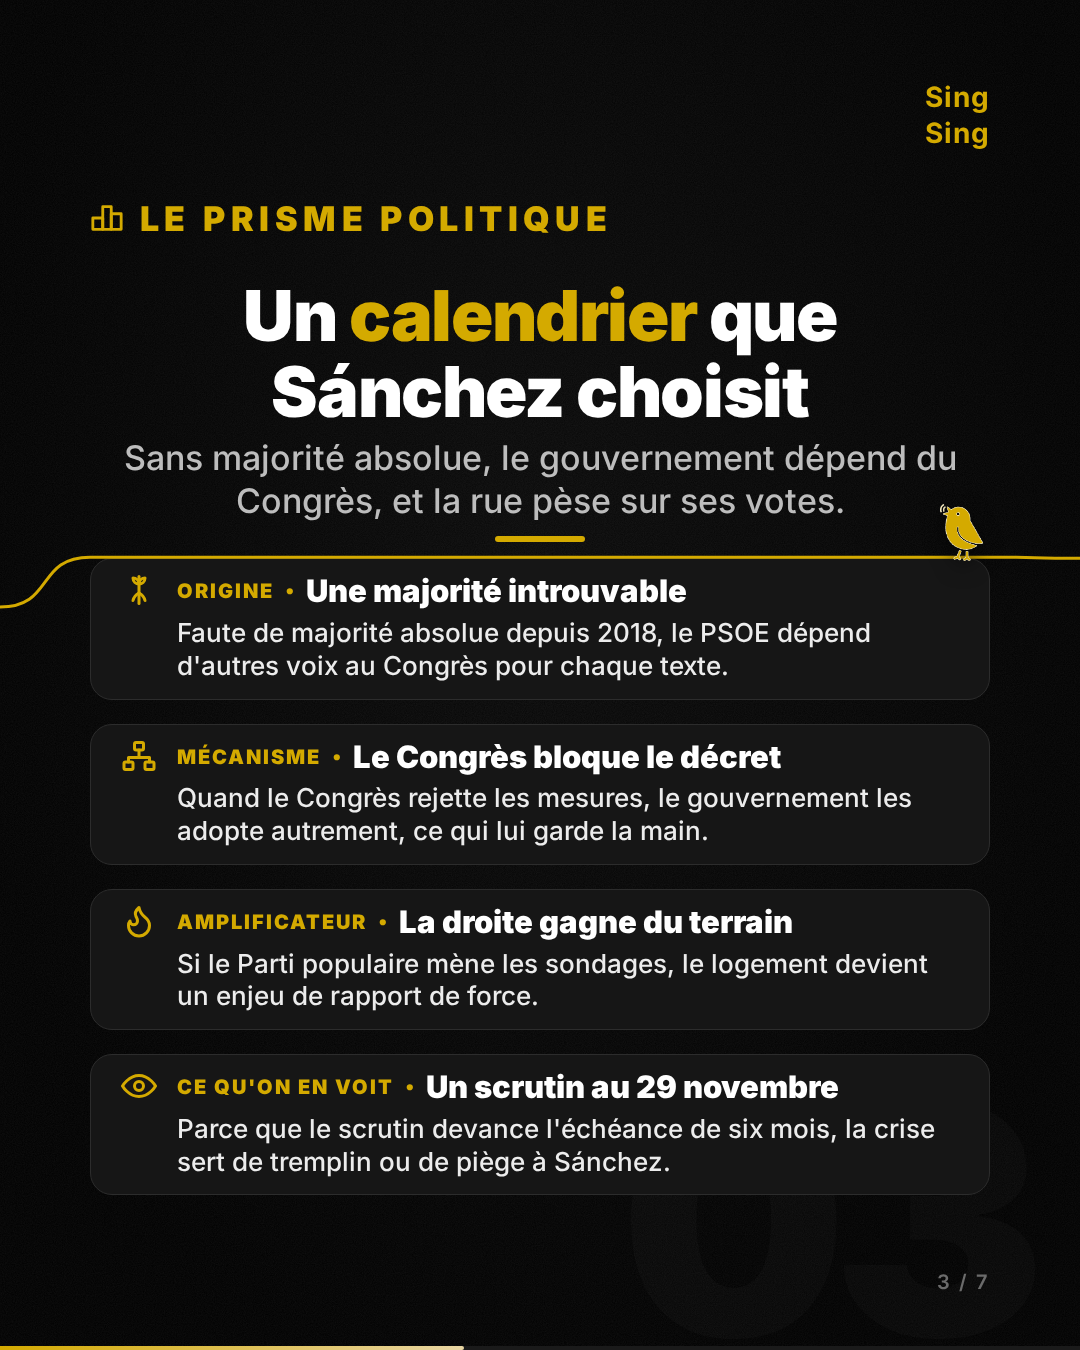 Sing
Sing
LE PRISME POLITIQUE
Un calendrier que
Sánchez choisit
Sans majorité absolue, le gouvernement dépend du
Congrès, et la rue pèse sur ses votes.
ORIGINE • Une majorité introuvable
Faute de majorité absolue depuis 2018, le PSOE dépend
d'autres voix au Congrès pour chaque texte.
MÉCANISME • Le Congrès bloque le décret
Quand le Congrès rejette les mesures, le gouvernement les
adopte autrement, ce qui lui garde la main.
AMPLIFICATEUR • La droite gagne du terrain
Si le Parti populaire mène les sondages, le logement devient
un enjeu de rapport de force.
CE QU'ON EN VOIT • Un scrutin au 29 novembre
Parce que le scrutin devance l'échéance de six mois, la crise
sert de tremplin ou de piège à Sánchez.
03
3 / 7